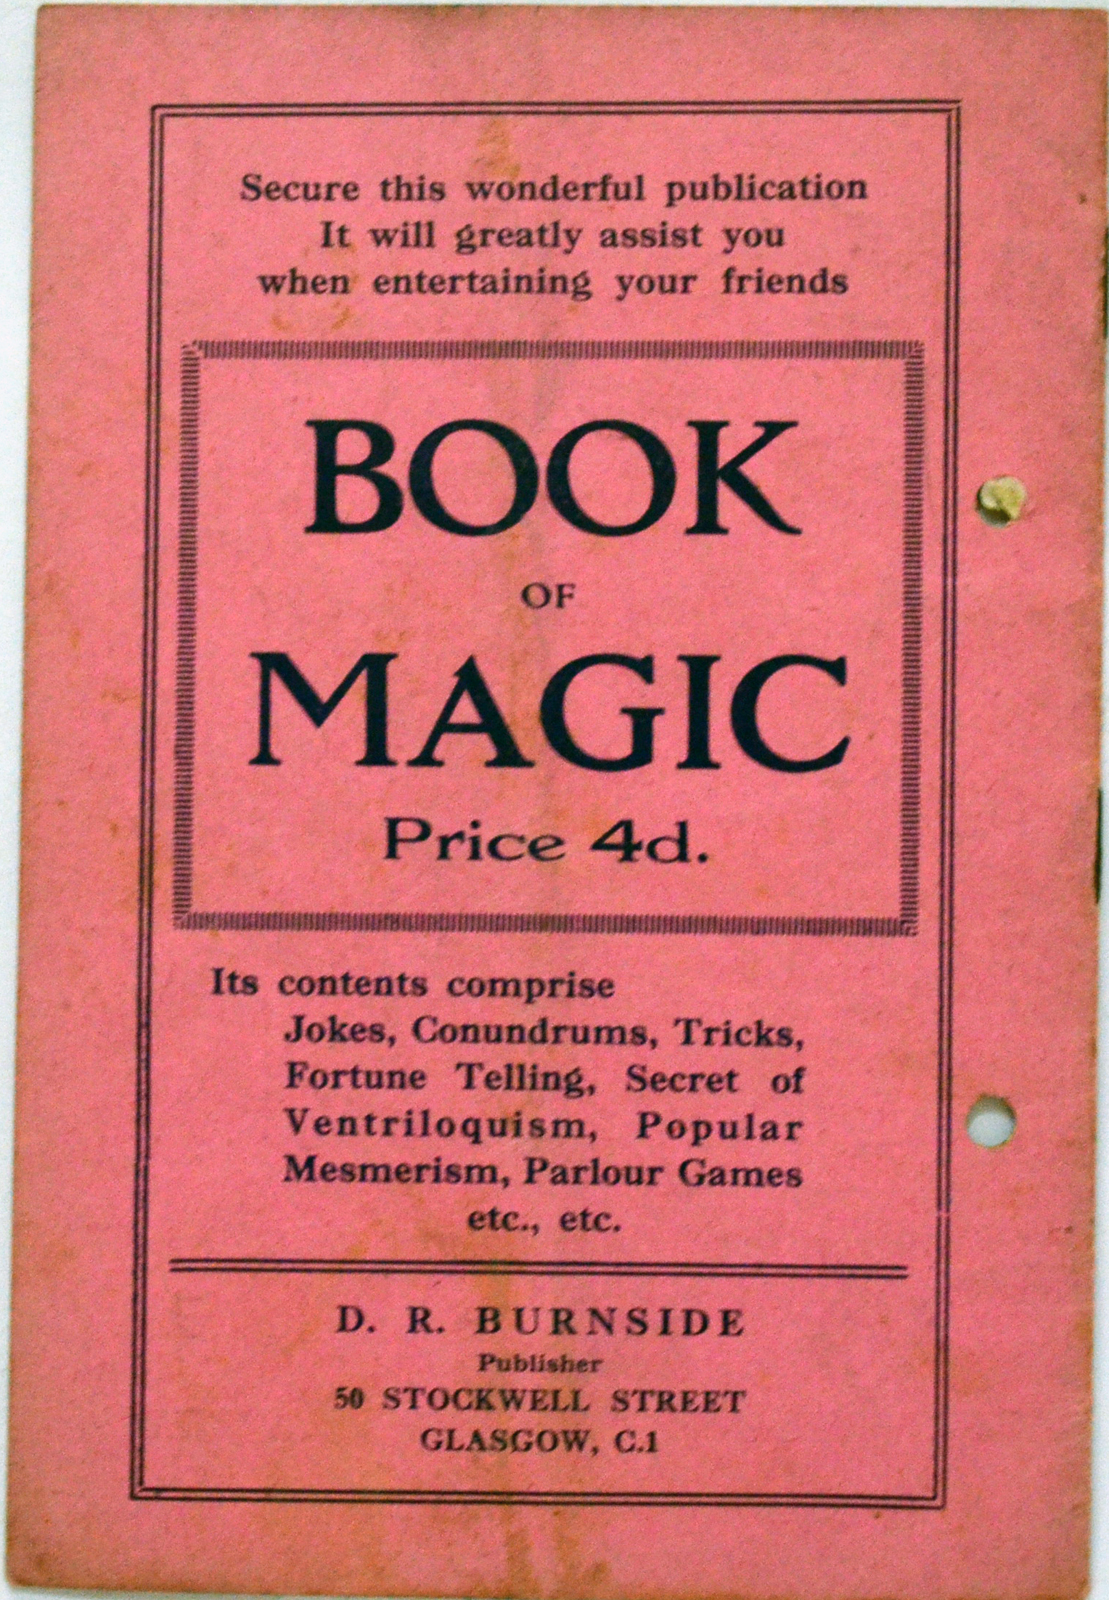 Secure this wonderful publication
It will greatly assist you
when entertaining your friends
BOOK
OF
MAGIC
Price 4d.
Its contents comprise
Jokes, Conundrums, Tricks,
Fortune Telling, Secret of
Ventriloquism, Popular
Mesmerism, Parlour Games
etc., etc.
D. R. BURNSIDE
Publisher
50 STOCKWELL STREET
GLASGOW, C.1